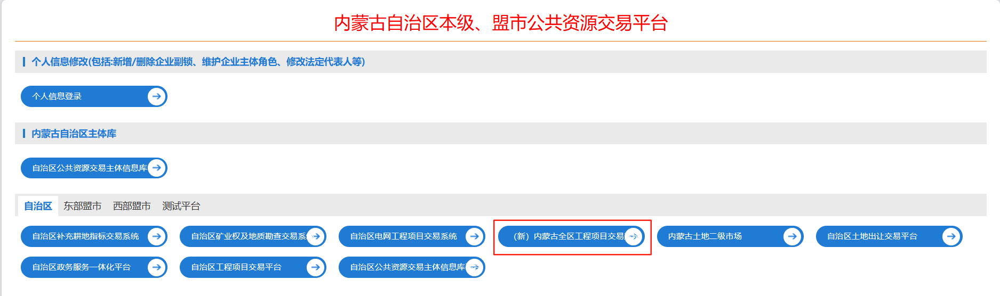 内蒙古自治区本级、盟市公共资源交易平台
个人信息修改(包括:新增/删除企业副锁、维护企业主体角色、修改法定代表人等)
个人信息登录
内蒙古自治区主体库
自治区公共资源交易主体信息库
自治区 东部盟市 西部盟市 测试平台
自治区补充耕地指标交易系统 自治区矿业权及地质勘查交易系 自治区电网工程项目交易系统 （新）内蒙古全区工程项目交易 内蒙古土地二级市场 自治区土地出让交易平台
自治区政务服务一体化平台 自治区工程项目交易平台 自治区公共资源交易主体信息库